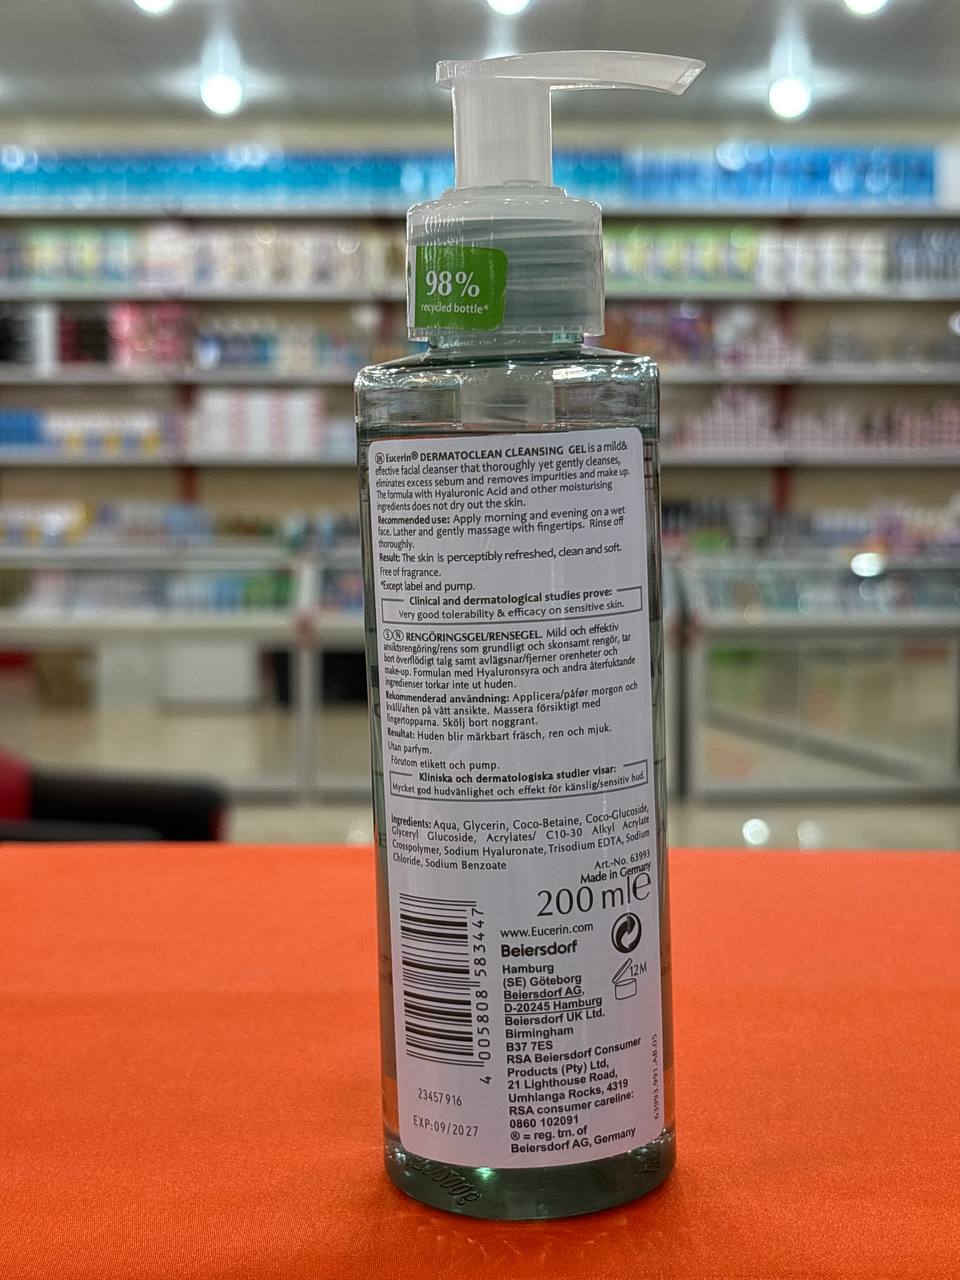 98%
recycled bottle*
EN Eucerin® DERMATOCLEAN CLEANSING GEL is a mild&
effective facial cleanser that thoroughly yet gently cleanses,
eliminates excess sebum and removes impurities and make up.
The formula with Hyaluronic Acid and other moisturising
ingredients does not dry out the skin.
Recommended use: Apply morning and evening on a wet
face. Lather and gently massage with fingertips. Rinse off
thoroughly.
Result: The skin is perceptibly refreshed, clean and soft.
Free of fragrance.
*Except label and pump.
Clinical and dermatological studies prove:
Very good tolerability & efficacy on sensitive skin.
S N RENGÖRINGSGEL/RENSEGEL. Mild och effektiv
ansiktsrengöring/rens som grundligt och skonsamt rengör, tar
bort överflödigt talg samt avlägsnar/fjerner orenheter och
make-up. Formulan med Hyaluronsyra och andra återfuktande
ingredienser torkar inte ut huden.
Rekommenderad användning: Applicera/påfør morgon och
kväll/aften på vått ansikte. Massera försiktigt med
fingertopparna. Skölj bort noggrant.
Resultat: Huden blir märkbart fräsch, ren och mjuk.
Utan parfym.
Förutom etikett och pump.
Kliniska och dermatologiska studier visar:
Mycket god hudvänlighet och effekt för känslig/sensitiv hud.
Ingredients: Aqua, Glycerin, Coco-Betaine, Coco-Glucoside,
Glyceryl Glucoside, Acrylates/ C10-30 Alkyl Acrylate
Crosspolymer, Sodium Hyaluronate, Trisodium EDTA, Sodium
Chloride, Sodium Benzoate
Art.-No. 63993
Made in Germany
200 ml e
www.Eucerin.com
Beiersdorf
12M
Hamburg
(SE) Göteborg
Beiersdorf AG,
D-20245 Hamburg
Beiersdorf UK Ltd.
Birmingham
B37 7ES
RSA Beiersdorf Consumer
Products (Pty) Ltd,
21 Lighthouse Road,
Umhlanga Rocks, 4319
RSA consumer careline:
0860 102091
® = reg. tm. of
Beiersdorf AG, Germany
4 005808 583447
23457916
EXP:09/2027
63993.991.AB.05